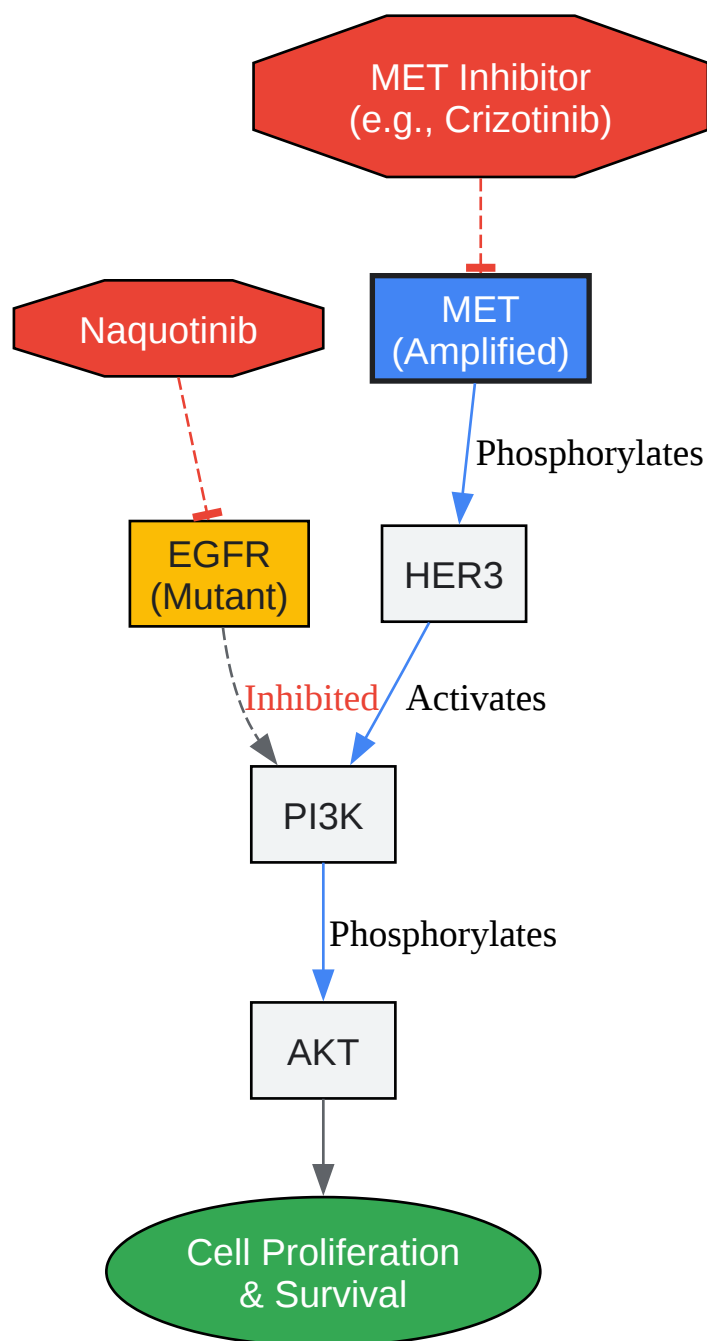 MET Inhibitor
(e.g., Crizotinib)
Naquotinib
MET
(Amplified)
Phosphorylates
EGFR
(Mutant)
HER3
Inhibited
Activates
PI3K
Phosphorylates
AKT
Cell Proliferation
& Survival